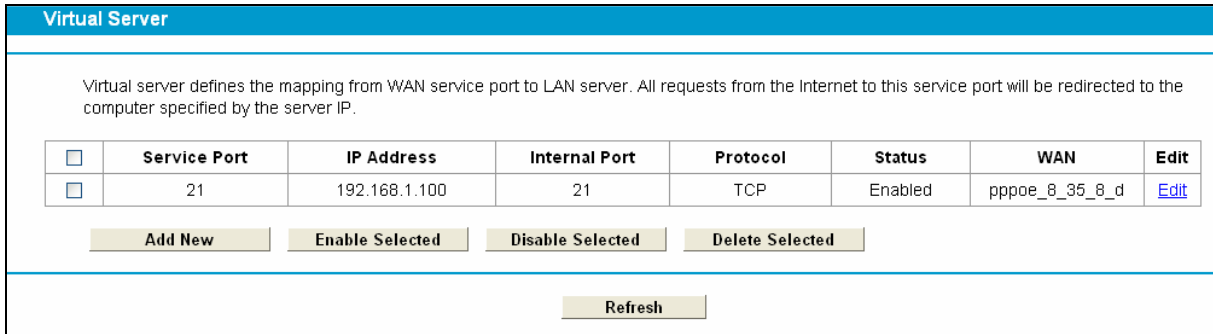 Virtual Server
Virtual server defines the mapping from WAN service port to LAN server. All requests from the Internet to this service port will be redirected to the
computer specified by the server IP.
Service Port IP Address Internal Port Protocol Status WAN Edit
21 192.168.1.100 21 TCP Enabled pppoe_8_35_8_d Edit
Add New Enable Selected Disable Selected Delete Selected
Refresh